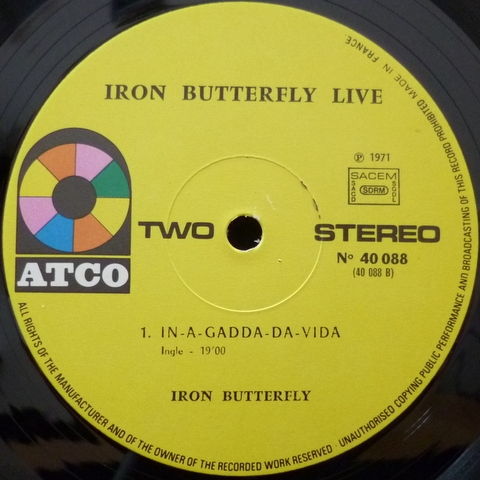 IRON BUTTERFLY LIVE
℗ 1971
SACEM
SACD
SDRM
SGDL
ATCO
TWO
STEREO
Nº 40 088
(40 088 B)
1. IN-A-GADDA-DA-VIDA
Ingle - 19'00
IRON BUTTERFLY
ALL RIGHTS OF THE MANUFACTURER AND OF THE OWNER OF THE RECORDED WORK RESERVED · UNAUTHORISED COPYING PUBLIC PERFORMANCE AND BROADCASTING OF THIS RECORD PROHIBITED MADE IN FRANCE